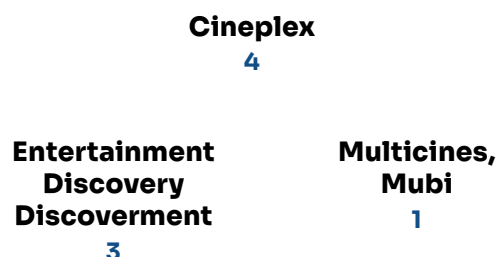 Cineplex
4
Entertainment
Discovery
Discoverment
3
Multicines,
Mubi
1